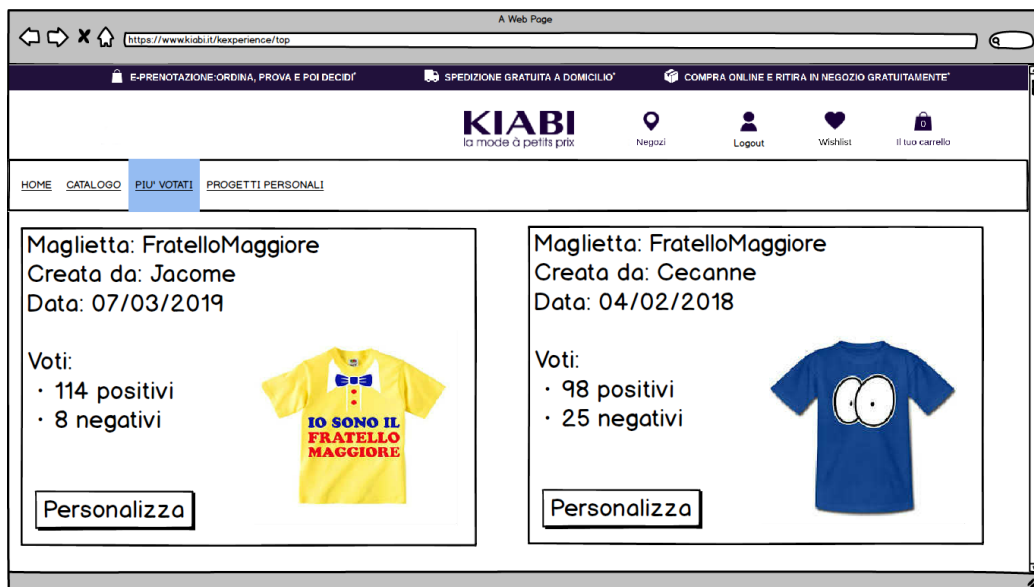 A Web Page
https://www.kiabi.it/kexperience/top
E-PRENOTAZIONE:ORDINA, PROVA E POI DECIDI*
SPEDIZIONE GRATUITA A DOMICILIO*
COMPRA ONLINE E RITIRA IN NEGOZIO GRATUITAMENTE*
KIABI
la mode à petits prix
Negozi
Logout
Wishlist
0
Il tuo carrello
HOME CATALOGO PIU' VOTATI PROGETTI PERSONALI
Maglietta: FratelloMaggiore
Creata da: Jacome
Data: 07/03/2019
Voti:
· 114 positivi
· 8 negativi
IO SONO IL
FRATELLO
MAGGIORE
Personalizza
Maglietta: FratelloMaggiore
Creata da: Cecanne
Data: 04/02/2018
Voti:
· 98 positivi
· 25 negativi
Personalizza